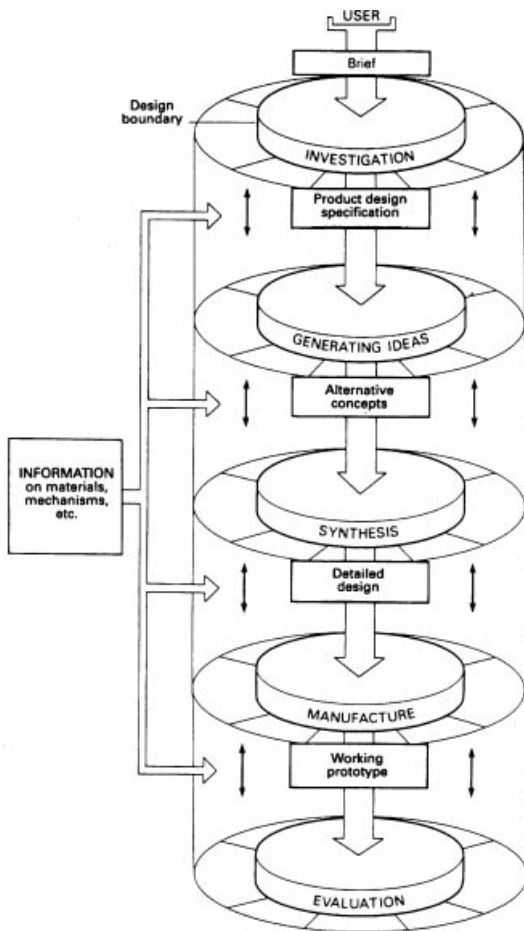 USER
Brief
Design
boundary
INVESTIGATION
Product design
specification
GENERATING IDEAS
Alternative
concepts
INFORMATION
on materials,
mechanisms,
etc.
SYNTHESIS
Detailed
design
MANUFACTURE
Working
prototype
EVALUATION